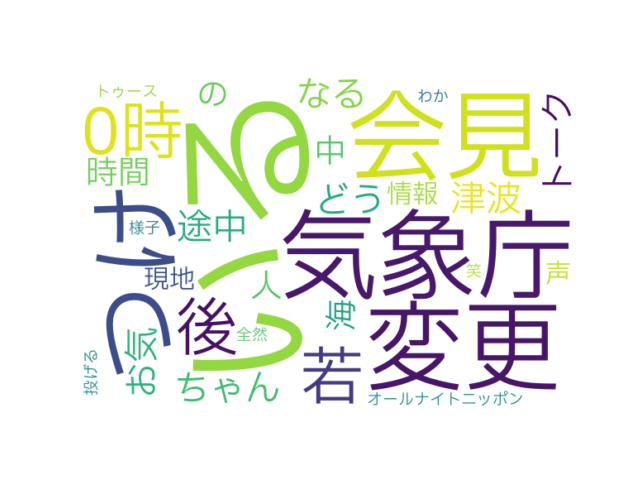 トゥース
の
なる
わか
0時
いる
会見
トーク
時間
中
どう
情報
津波
つけ
途中
様子
気象庁
現地
人
笑
声
後
全然
海
変更
お気
若
投げる
ちゃん
オールナイトニッポン